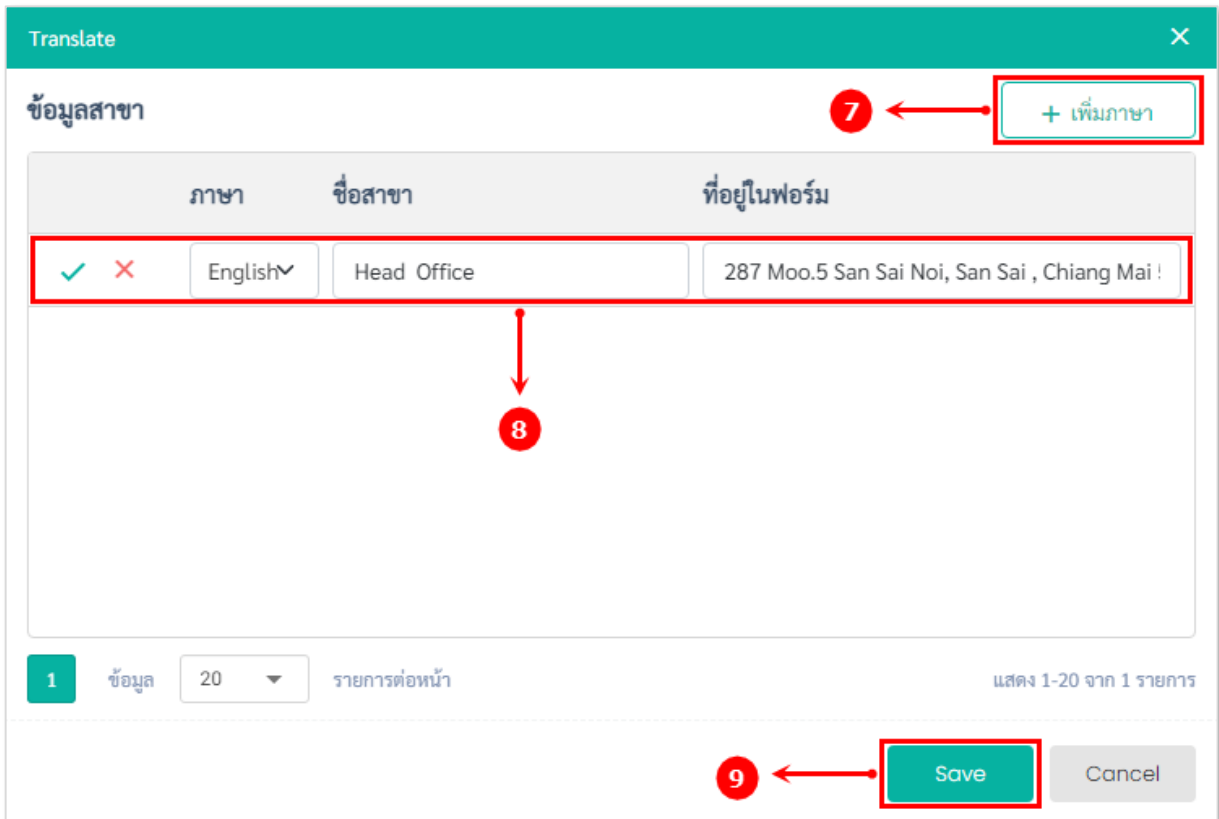 Translate
ข้อมูลสาขา
7
+ เพิ่มภาษา
ภาษา ชื่อสาขา ที่อยู่ในฟอร์ม
English Head Office 287 Moo.5 San Sai Noi, San Sai , Chiang Mai
8
1 ข้อมูล 20 รายการต่อหน้า แสดง 1-20 จาก 1 รายการ
9 Save Cancel